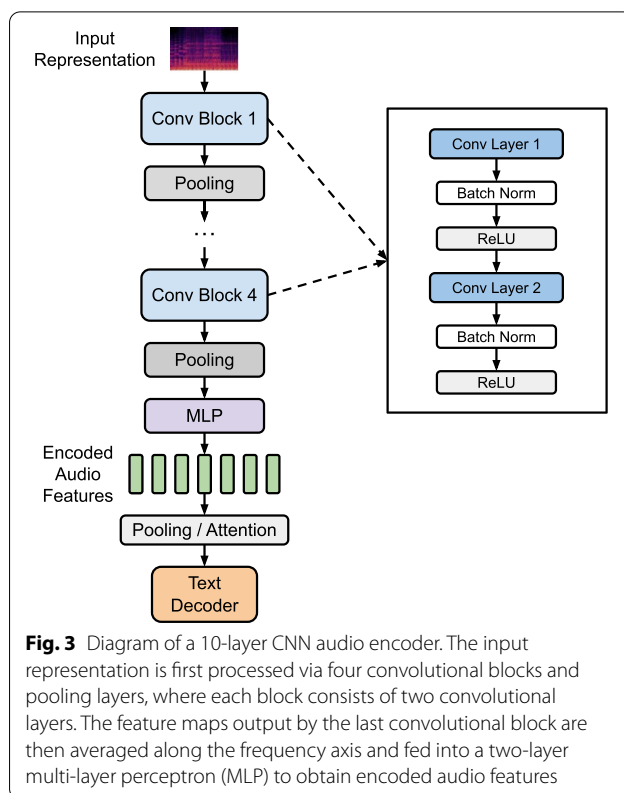 Input
Representation
Conv Block 1
Pooling
...
Conv Block 4
Pooling
MLP
Encoded
Audio
Features
Pooling / Attention
Text
Decoder
Conv Layer 1
Batch Norm
ReLU
Conv Layer 2
Batch Norm
ReLU
Fig. 3 Diagram of a 10-layer CNN audio encoder. The input
representation is first processed via four convolutional blocks and
pooling layers, where each block consists of two convolutional
layers. The feature maps output by the last convolutional block are
then averaged along the frequency axis and fed into a two-layer
multi-layer perceptron (MLP) to obtain encoded audio features